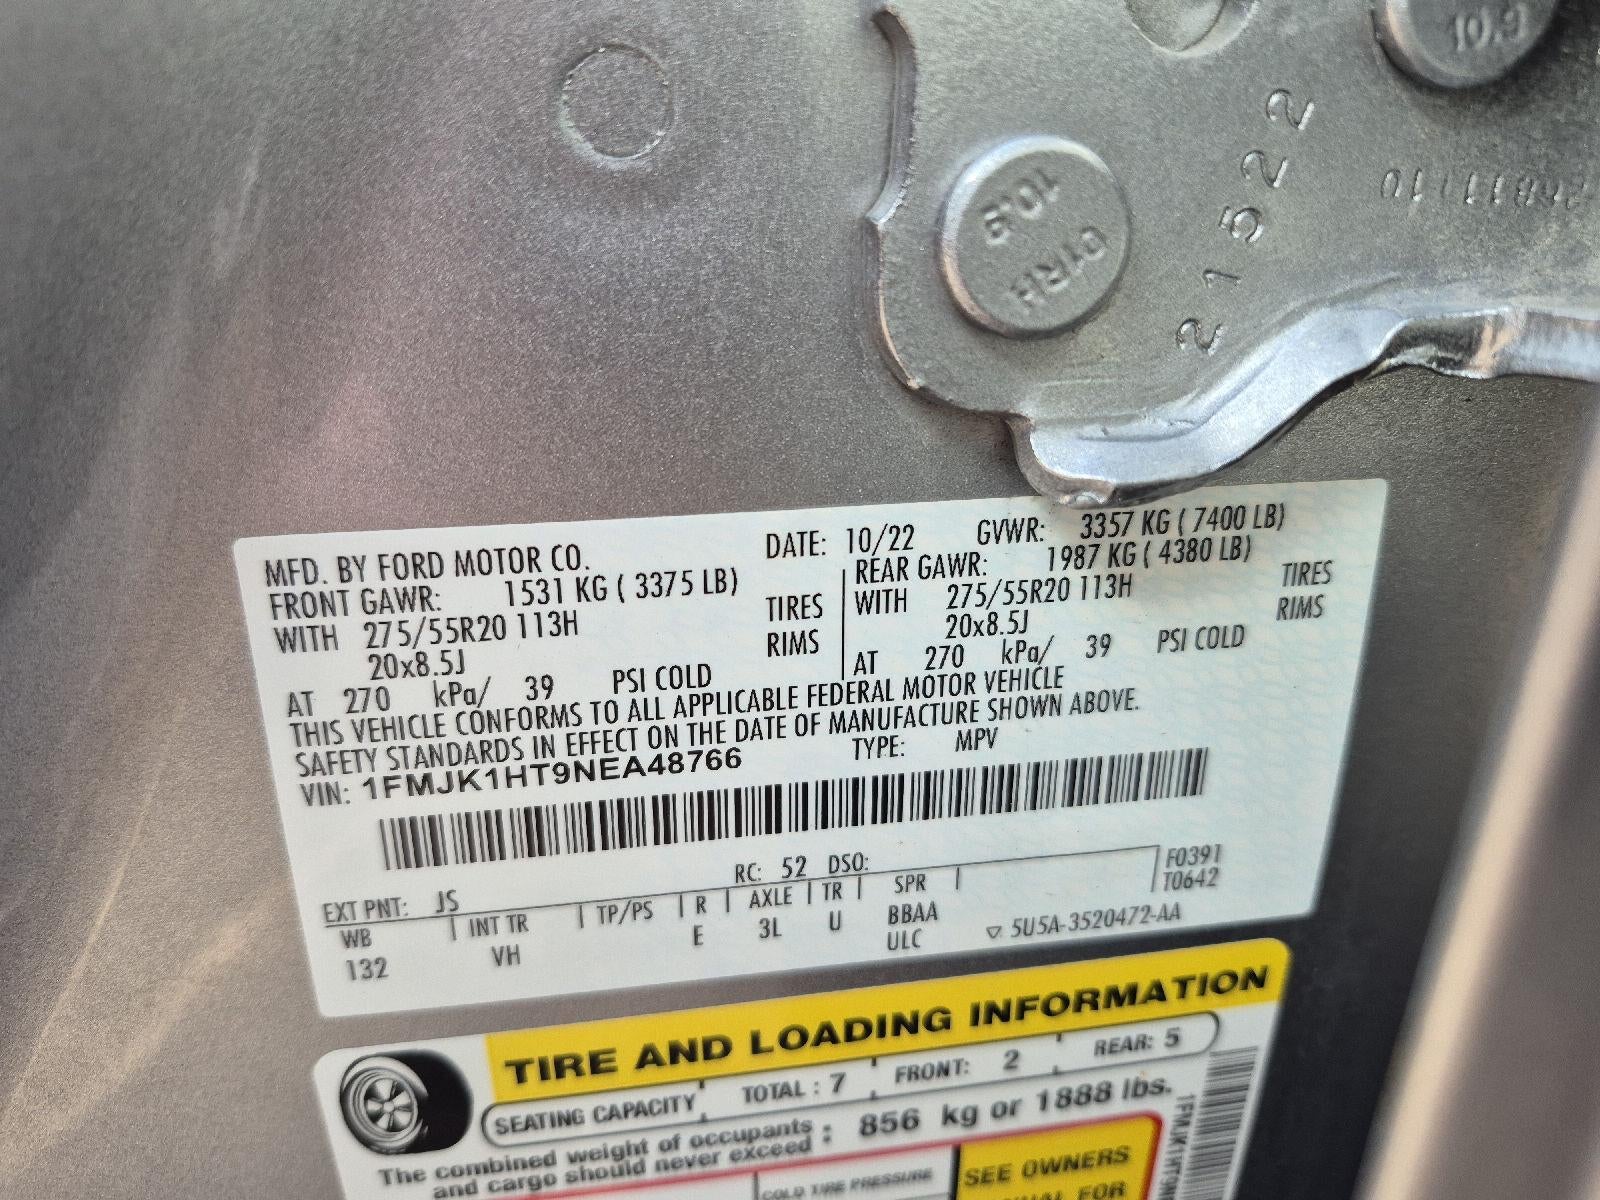 10.9
21522
10.9
01RH
MFD. BY FORD MOTOR CO. DATE: 10/22 GVWR: 3357 KG ( 7400 LB)
FRONT GAWR: 1531 KG ( 3375 LB) REAR GAWR: 1987 KG ( 4380 LB)
WITH 275/55R20 113H TIRES WITH 275/55R20 113H TIRES
20x8.5J RIMS 20x8.5J RIMS
AT 270 kPa/ 39 PSI COLD AT 270 kPa/ 39 PSI COLD
THIS VEHICLE CONFORMS TO ALL APPLICABLE FEDERAL MOTOR VEHICLE
SAFETY STANDARDS IN EFFECT ON THE DATE OF MANUFACTURE SHOWN ABOVE.
VIN: 1FMJK1HT9NEA48766 TYPE: MPV
EXT PNT: JS RC: 52 DSO: F0391
WB INT TR TP/PS R AXLE TR SPR T0642
132 VH E 3L U BBAA
ULC 5U5A-3520472-AA
TIRE AND LOADING INFORMATION
SEATING CAPACITY TOTAL : 7 FRONT: 2 REAR: 5
The combined weight of occupants
and cargo should never exceed : 856 kg or 1888 lbs.
COLD TIRE PRESSURE SEE OWNERS
FOR